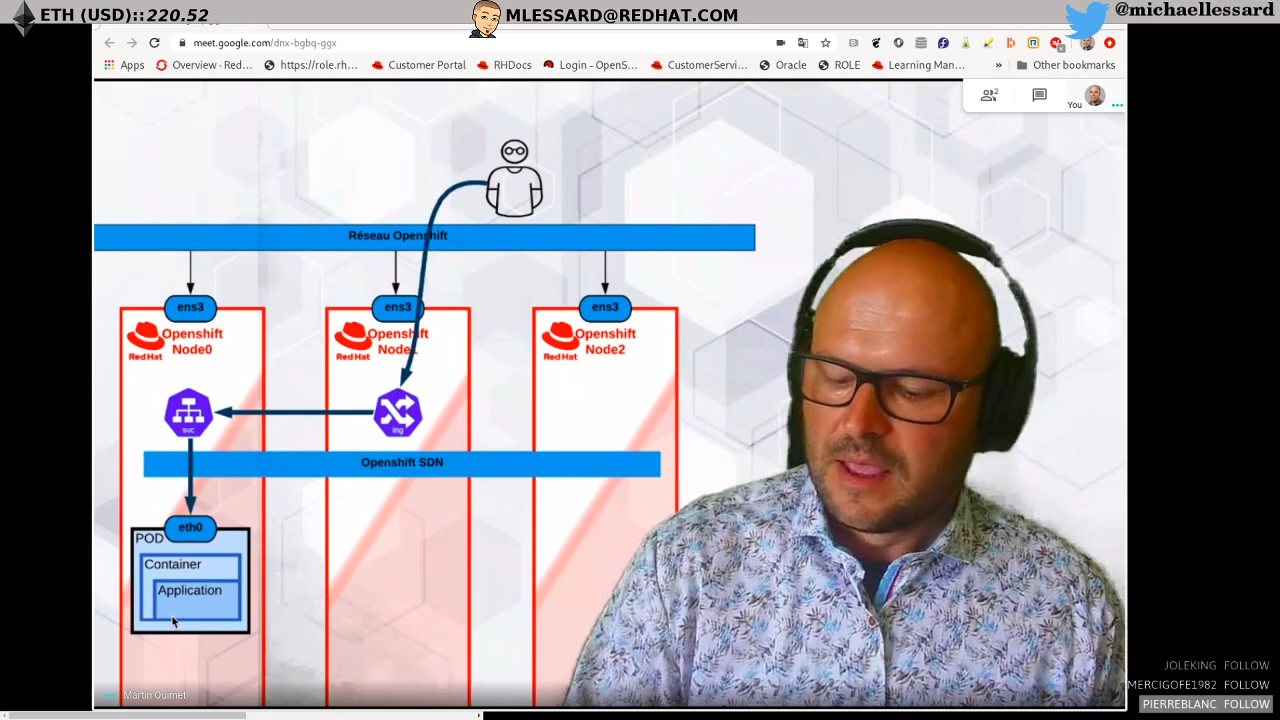 ETH (USD)::220.52
MLESSARD@REDHAT.COM
@michaellessard
meet.google.com/dnx-bgbq-ggx
Apps
Overview - Red...
https://role.rh...
Customer Portal
RHDocs
Login - OpenS...
CustomerServi...
Oracle
ROLE
Learning Man...
»
Other bookmarks
2
You
Réseau Openshift
ens3
ens3
ens3
Openshift
Node0
Red Hat
Openshift
Node1
Red Hat
Openshift
Node2
Red Hat
svc
ing
Openshift SDN
eth0
POD
Container
Application
Martin Ouimet
JOLEKING FOLLOW
MERCIGOFE1982 FOLLOW
PIERREBLANC FOLLOW